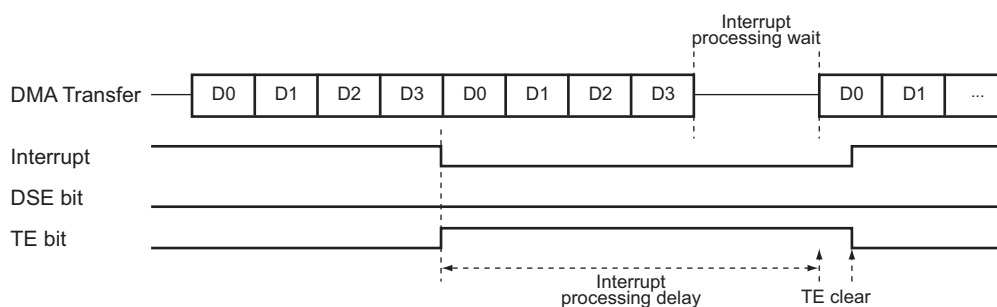 Interrupt
processing wait
DMA Transfer D0 D1 D2 D3 D0 D1 D2 D3 D0 D1 ...
Interrupt
DSE bit
TE bit
Interrupt
processing delay
TE clear